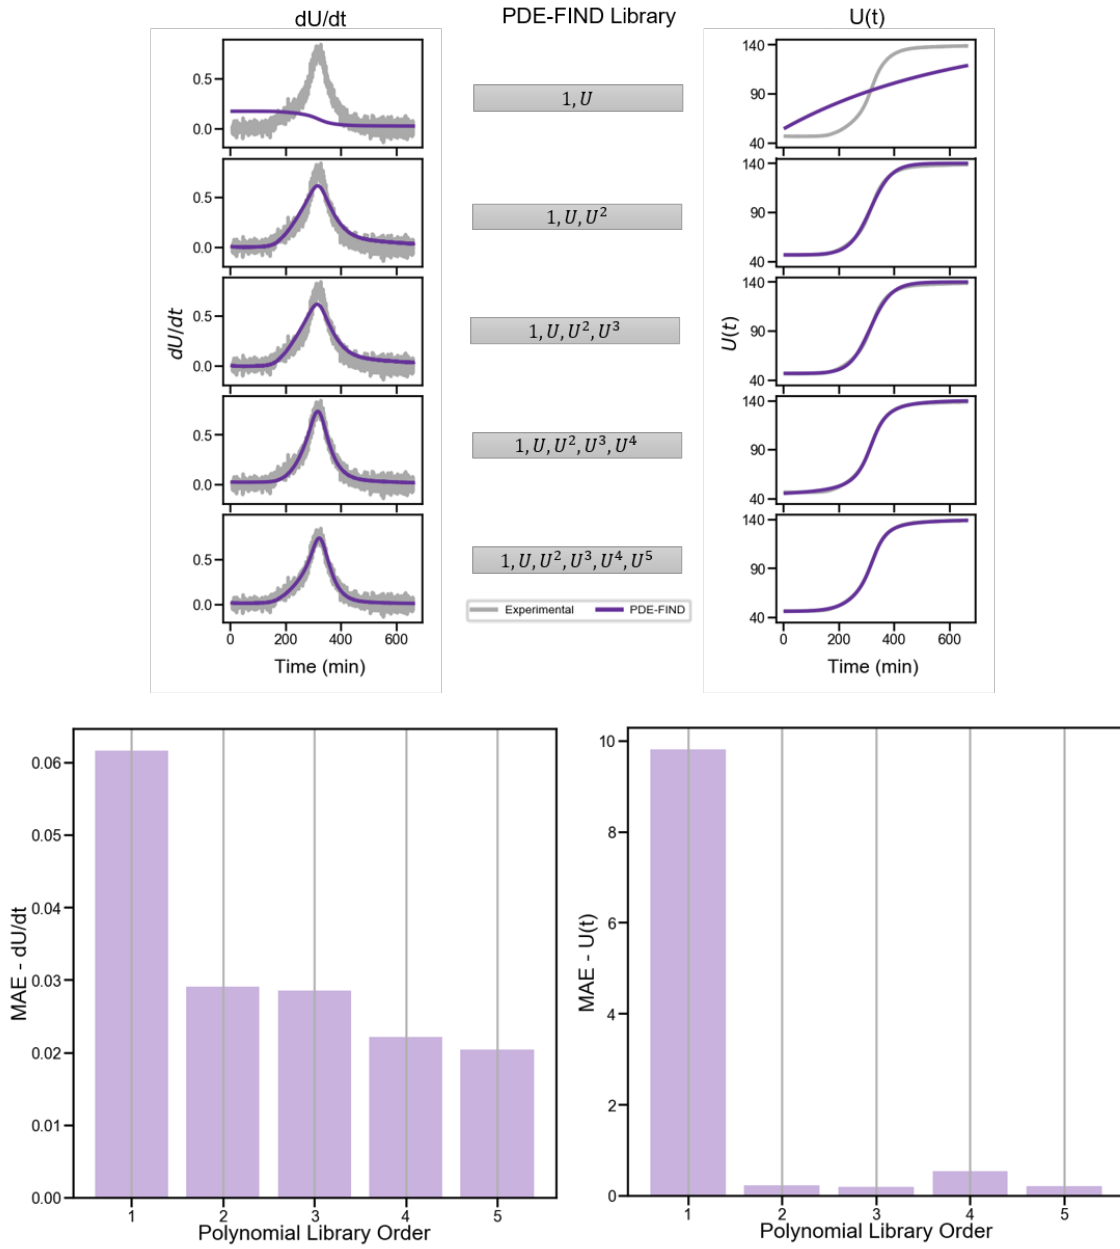 dU/dt PDE-FIND Library U(t)
0.5
0.0
1, U
140
90
40
0.5
0.0
1, U, U²
140
90
40
dU/dt
0.5
0.0
1, U, U², U³
U(t)
140
90
40
0.5
0.0
1, U, U², U³, U⁴
140
90
40
0.5
0.0
1, U, U², U³, U⁴, U⁵
140
90
40
Experimental PDE-FIND
0 200 400 600
Time (min)
0 200 400 600
Time (min)
MAE - dU/dt
0.06
0.05
0.04
0.03
0.02
0.01
0.00
1 2 3 4 5
Polynomial Library Order
MAE - U(t)
10
8
6
4
2
0
1 2 3 4 5
Polynomial Library Order